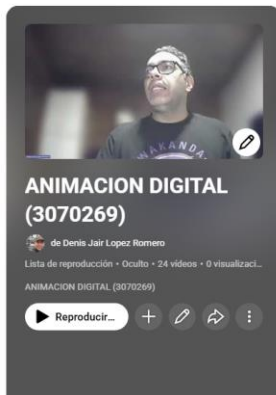 WAKANDA
ANIMACION DIGITAL
(3070269)
de Denis Jair Lopez Romero
Lista de reproducción • Oculto • 24 vídeos • 0 visualizaci...
ANIMACION DIGITAL (3070269)
Reproducir...